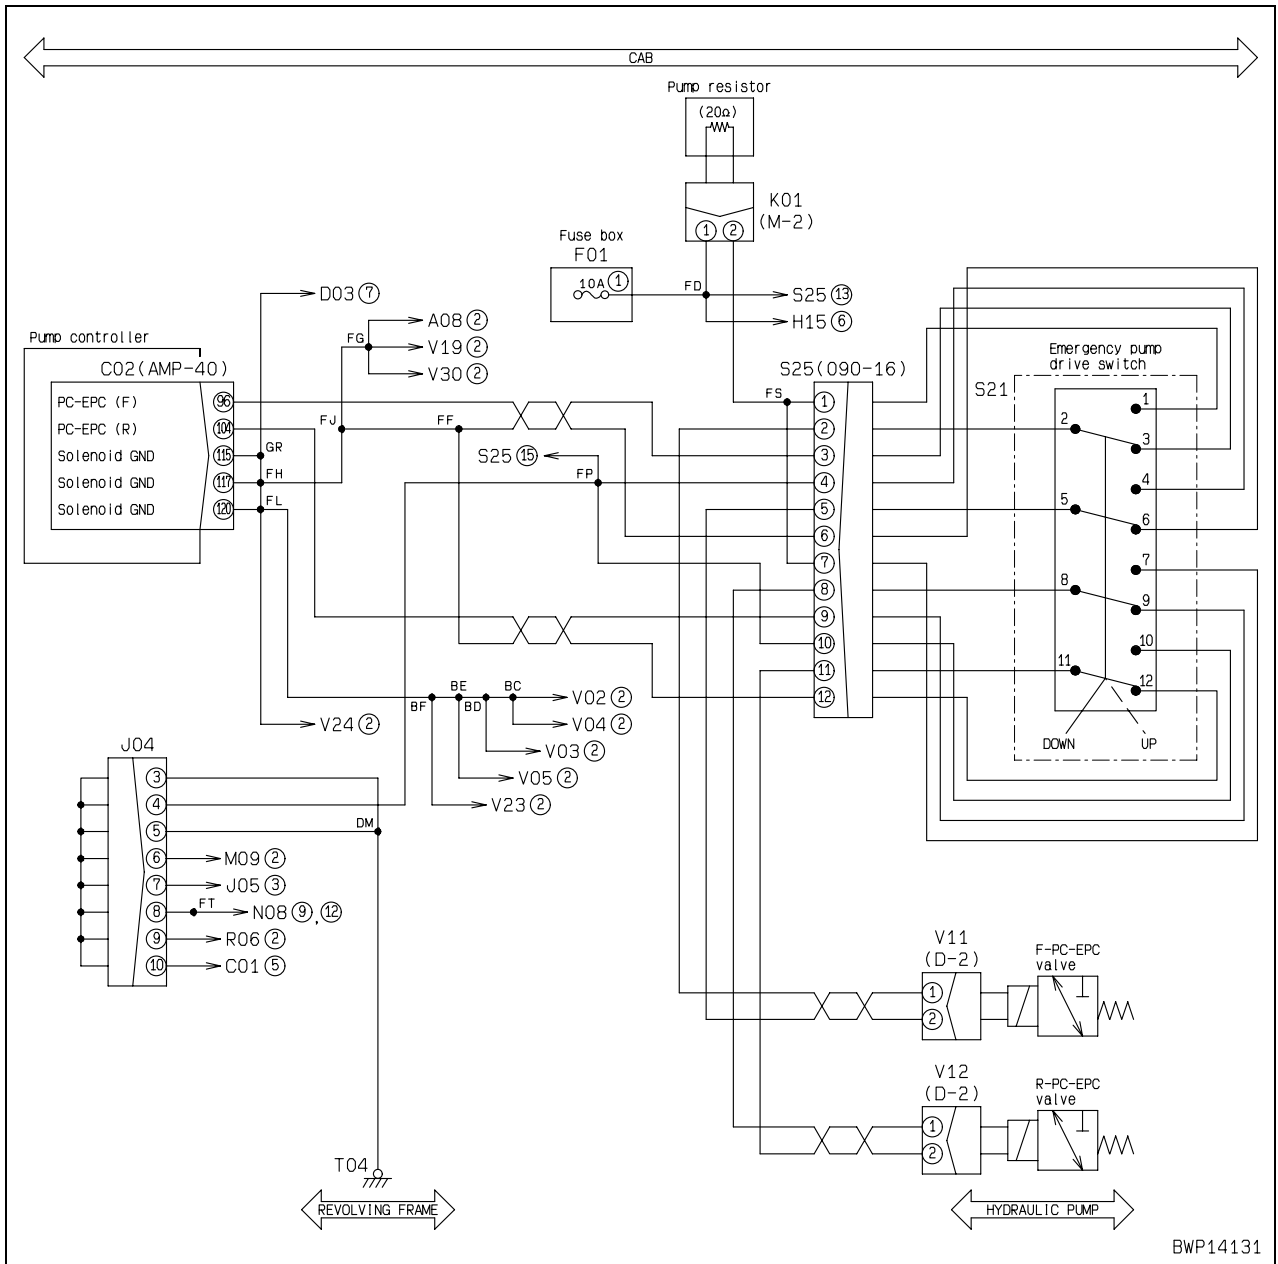 CAB
Pump resistor
(20Ω)
K01
(M-2)
① ②
Fuse box
F01
10A ①
FD
S25 ⑬
H15 ⑥
D03 ⑦
A08 ②
FG
V19 ②
V30 ②
Pump controller
C02(AMP-40)
PC-EPC (F) 96
PC-EPC (R) 104
Solenoid GND 115
Solenoid GND 117
Solenoid GND 120
GR
FH
FL
FJ
FF
S25 ⑮
FP
FS
S25(090-16)
①
②
③
④
⑤
⑥
⑦
⑧
⑨
⑩
⑪
⑫
Emergency pump
drive switch
S21
1
2
3
4
5
6
7
8
9
10
11
12
DOWN UP
BF
BE
BD
BC
V02 ②
V04 ②
V03 ②
V05 ②
V23 ②
V24 ②
J04
③
④
⑤ DM
⑥ M09 ②
⑦ J05 ③
⑧ FT N08 ⑨,⑫
⑨ R06 ②
⑩ C01 ⑤
V11
(D-2)
①
②
F-PC-EPC
valve
V12
(D-2)
①
②
R-PC-EPC
valve
T04
REVOLVING FRAME
HYDRAULIC PUMP
BWP14131